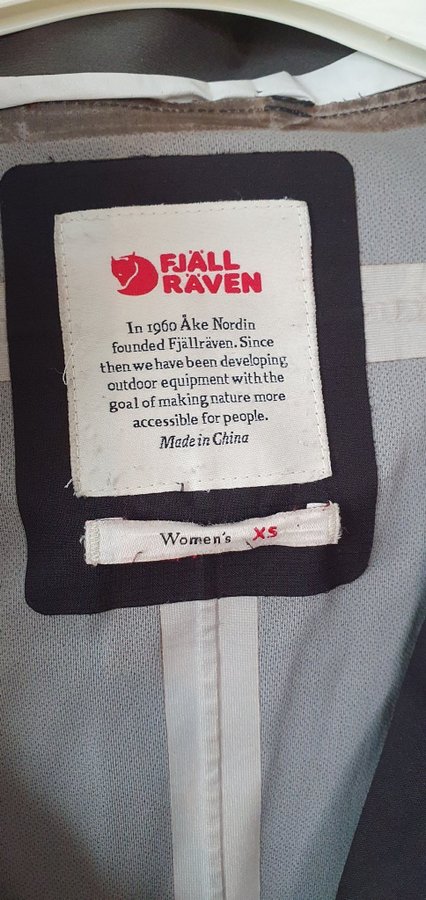 FJÄLL
RÄVEN
In 1960 Åke Nordin
founded Fjällräven. Since
then we have been developing
outdoor equipment with the
goal of making nature more
accessible for people.
Made in China
Women's XS